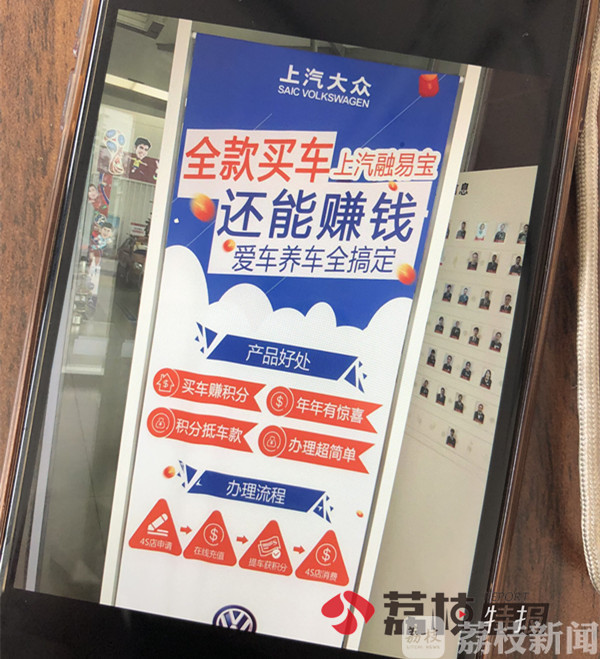 上汽大众
SAIC VOLKSWAGEN
全款买车 上汽融易宝
还能赚钱
爱车养车全搞定
信息
产品好处
买车赚积分
年年有惊喜
积分抵车款
办理超简单
办理流程
4S店申请
在线充值
提车获积分
4S店消费
荔枝特报
荔枝
荔枝新闻